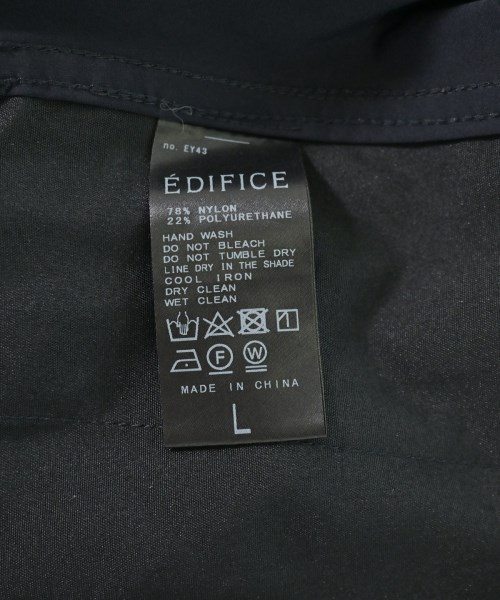 no. EY43
ÉDIFICE
78% NYLON
22% POLYURETHANE
HAND WASH
DO NOT BLEACH
DO NOT TUMBLE DRY
LINE DRY IN THE SHADE
COOL IRON
DRY CLEAN
WET CLEAN
F W
MADE IN CHINA
L